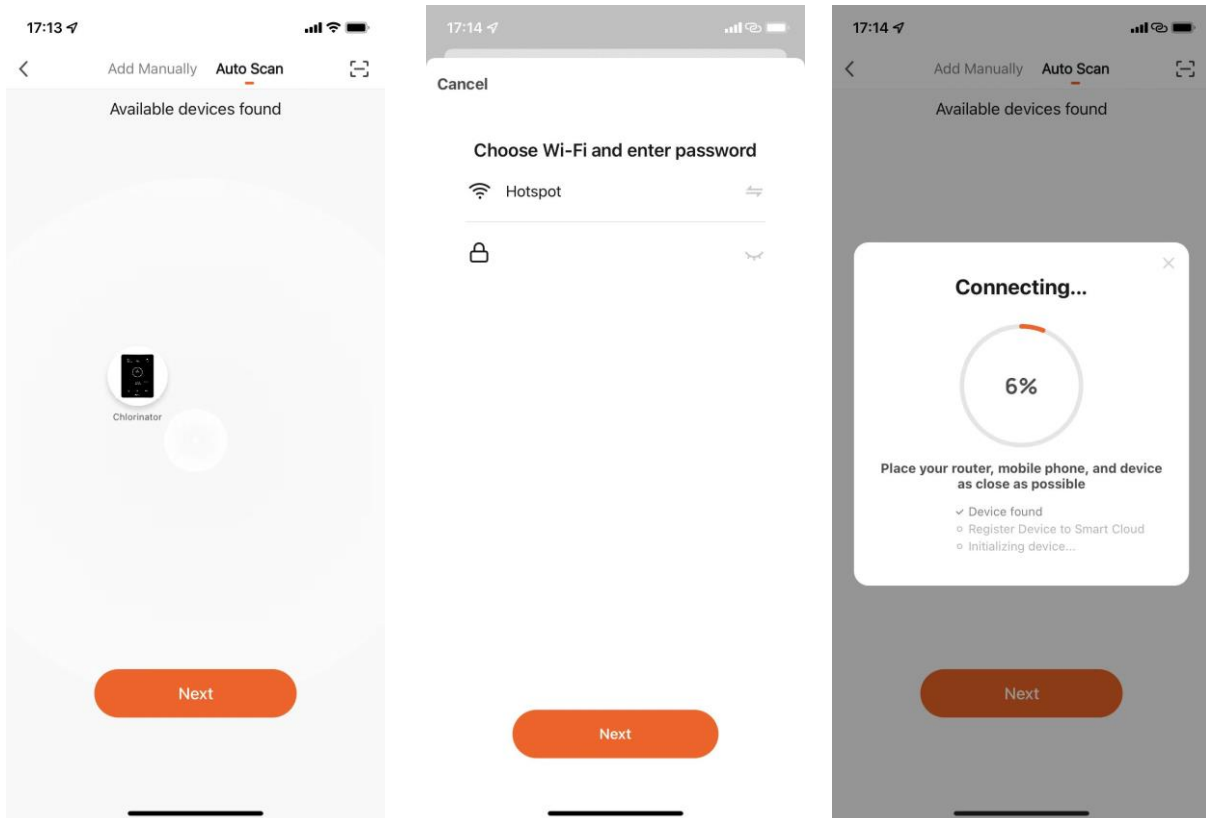 17:13
Add Manually Auto Scan
Available devices found
Chlorinator
Next
17:14
Cancel
Choose Wi-Fi and enter password
Hotspot
Next
17:14
Add Manually Auto Scan
Available devices found
Connecting...
6%
Place your router, mobile phone, and device
as close as possible
Device found
Register Device to Smart Cloud
Initializing device...
Next